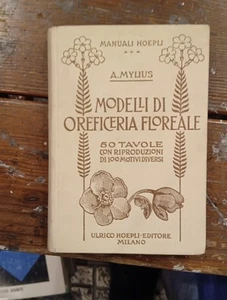 MANUALI HOEPLI
A. MYLIUS
MODELLI DI
OREFICERIA FLOREALE
50 TAVOLE
CON RIPRODUZIONI
DI 100 MOTIVI DIVERSI
ULRICO HOEPLI-EDITORE
MILANO